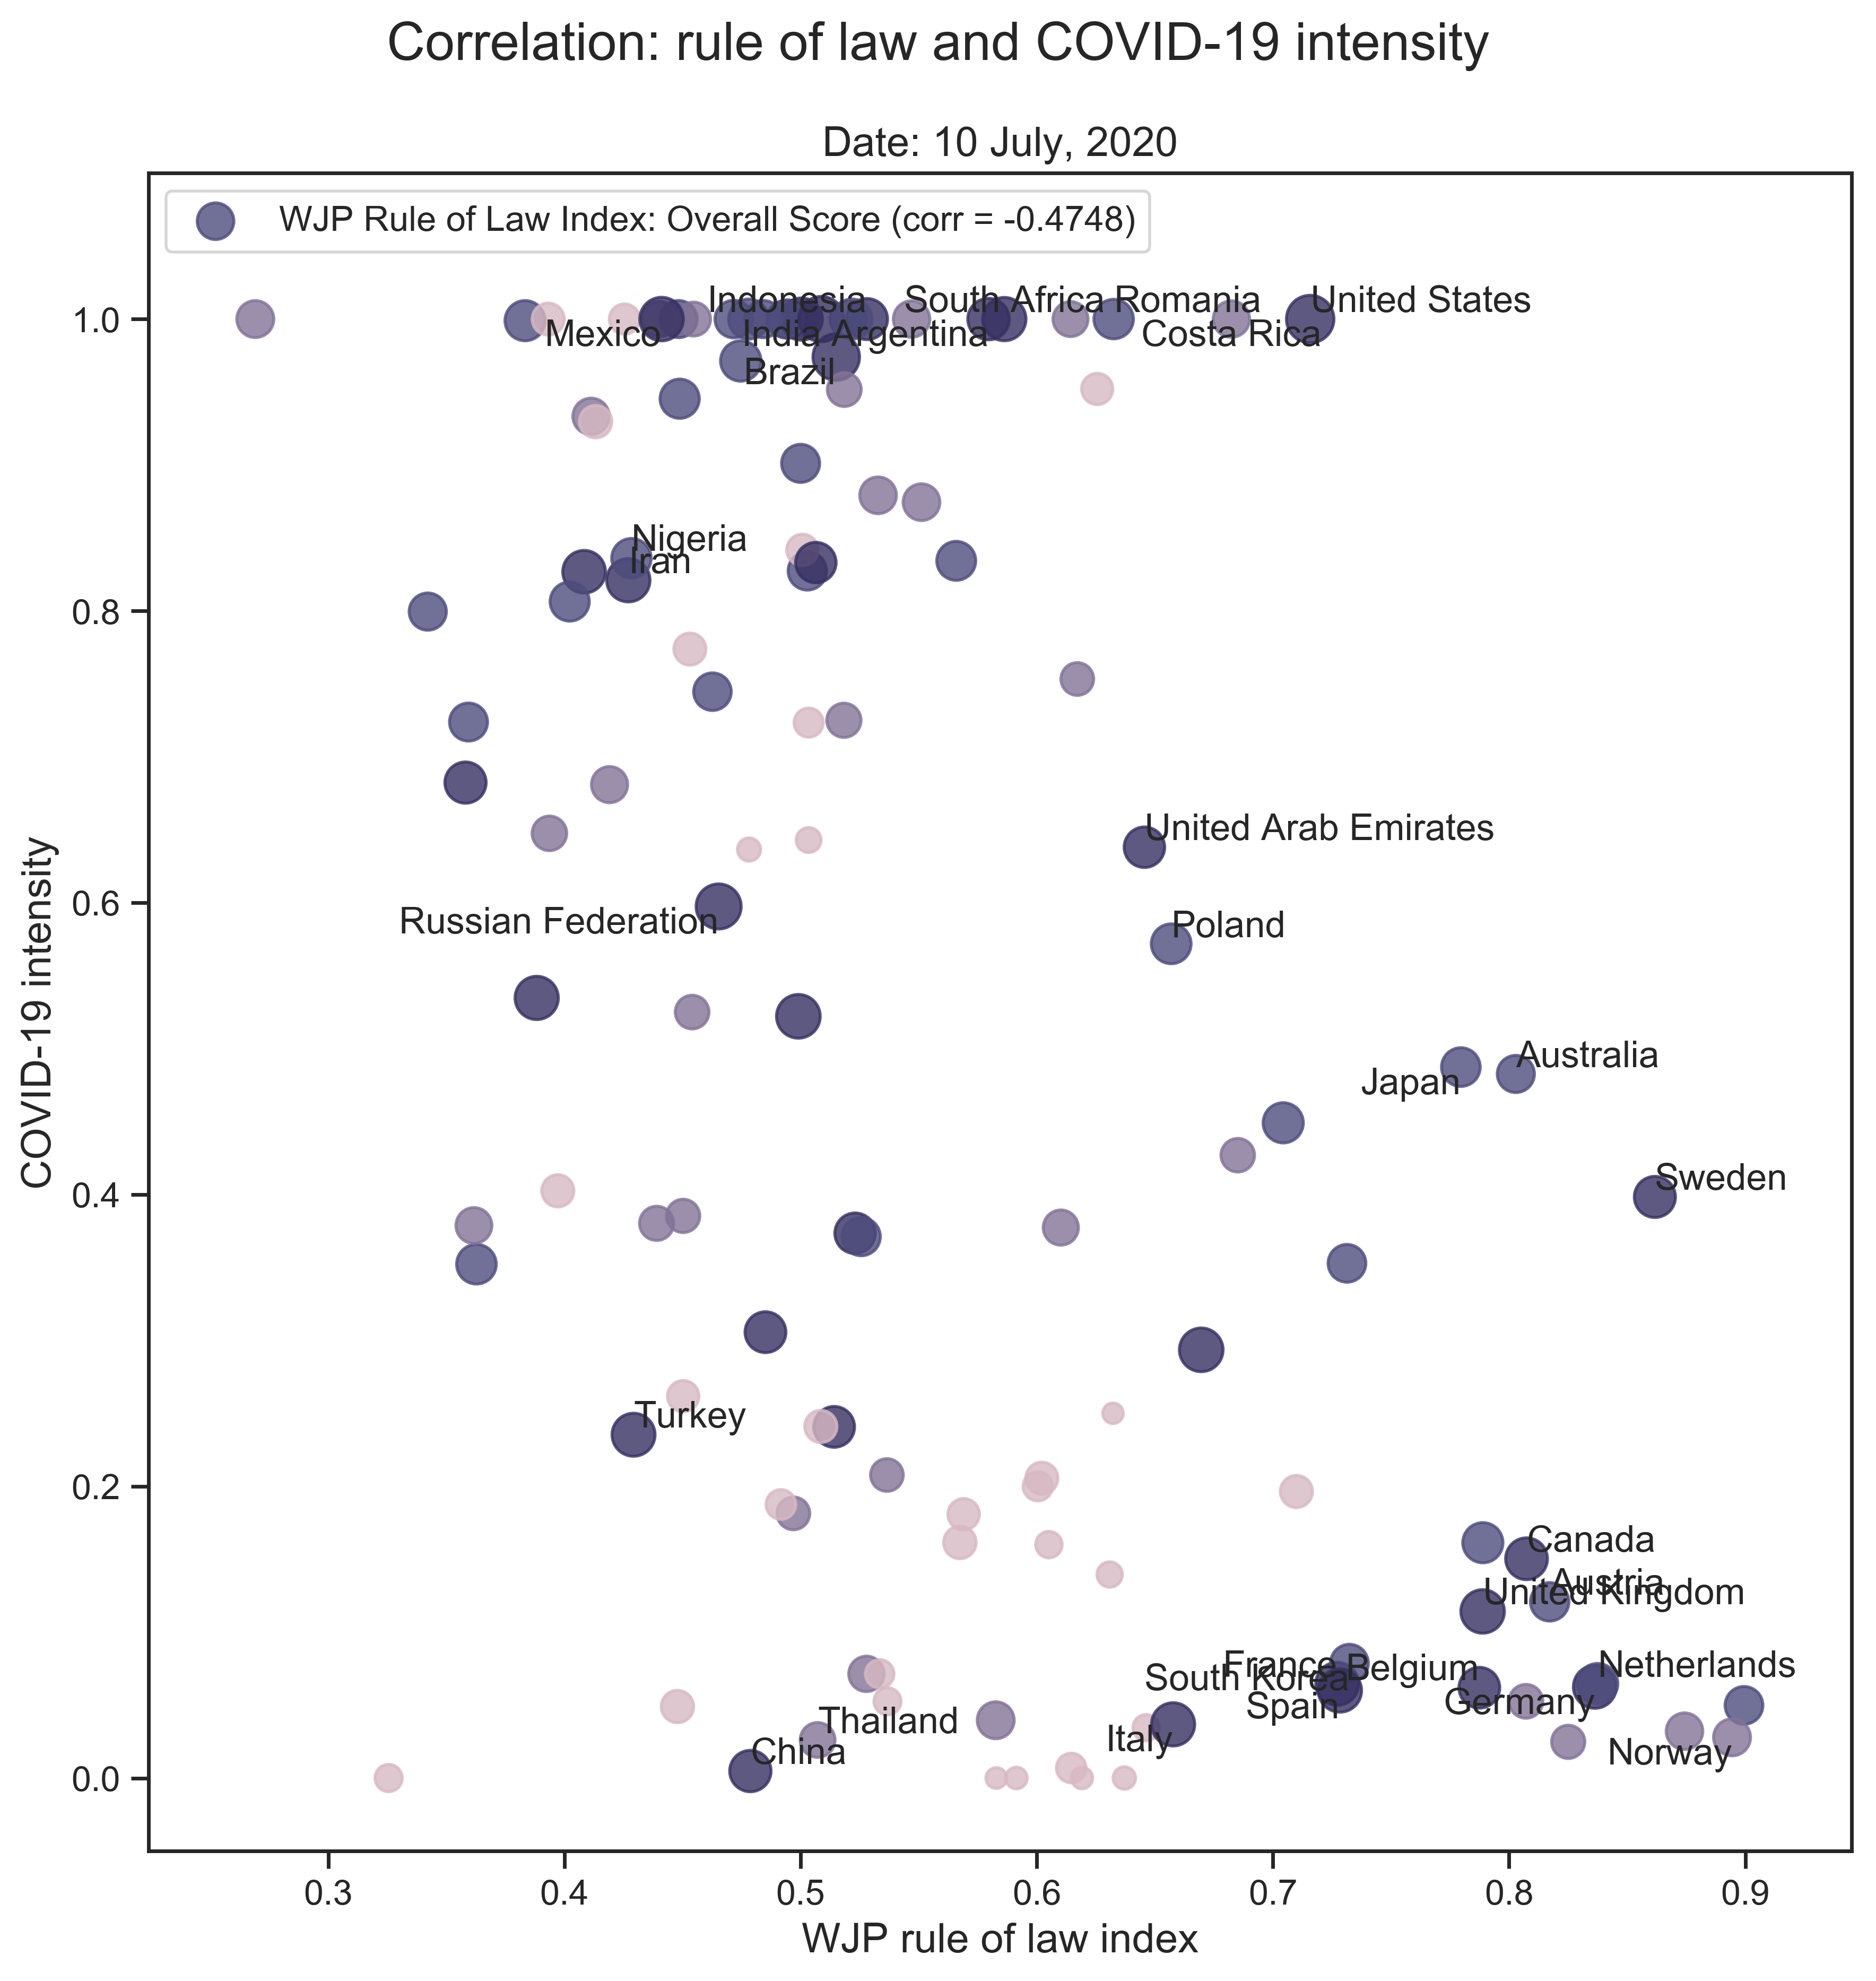 Correlation: rule of law and COVID-19 intensity
Date: 10 July, 2020
WJP Rule of Law Index: Overall Score (corr = -0.4748)
1.0
Indonesia
South Africa
Romania
United States
Mexico
India
Argentina
Costa Rica
Brazil
Nigeria
Iran
0.8
United Arab Emirates
0.6
Russian Federation
Poland
COVID-19 intensity
Australia
Japan
0.4
Sweden
Turkey
0.2
Canada
Austria
United Kingdom
France
Belgium
Netherlands
South Korea
Spain
Germany
Thailand
Italy
China
Norway
0.0
0.3 0.4 0.5 0.6 0.7 0.8 0.9
WJP rule of law index